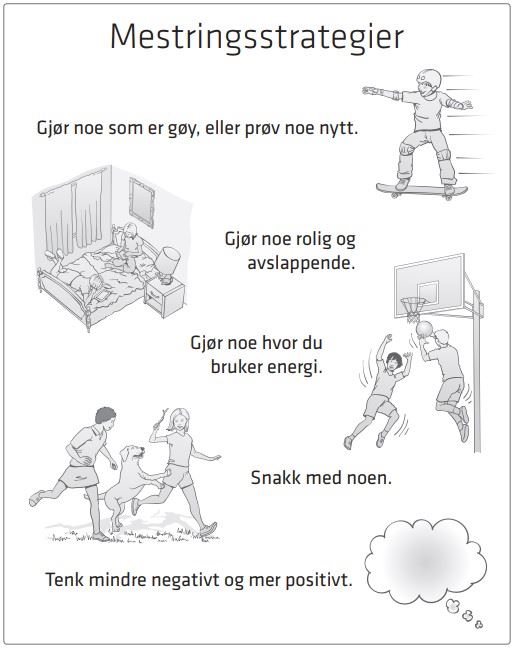 Mestringsstrategier
Gjør noe som er gøy, eller prøv noe nytt.
Gjør noe rolig og
avslappende.
Gjør noe hvor du
bruker energi.
Snakk med noen.
Tenk mindre negativt og mer positivt.